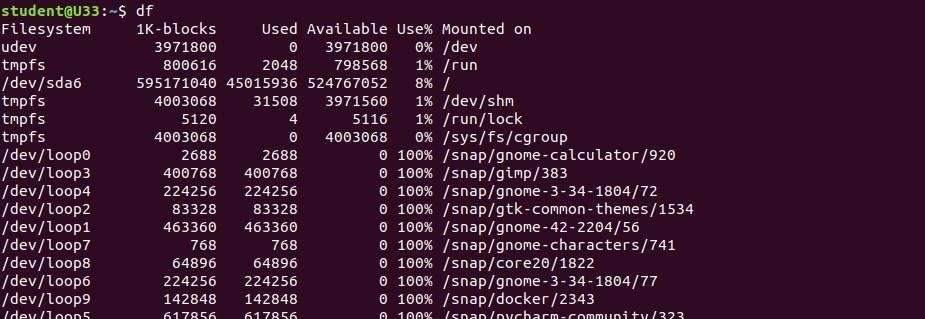 student@U33:~$ df
Filesystem     1K-blocks     Used Available Use% Mounted on
udev             3971800        0   3971800   0% /dev
tmpfs             800616     2048    798568   1% /run
/dev/sda6      595171040 45015936 524767052   8% /
tmpfs            4003068    31508   3971560   1% /dev/shm
tmpfs               5120        4      5116   1% /run/lock
tmpfs            4003068        0   4003068   0% /sys/fs/cgroup
/dev/loop0          2688     2688         0 100% /snap/gnome-calculator/920
/dev/loop3        400768   400768         0 100% /snap/gimp/383
/dev/loop4        224256   224256         0 100% /snap/gnome-3-34-1804/72
/dev/loop2         83328    83328         0 100% /snap/gtk-common-themes/1534
/dev/loop1        463360   463360         0 100% /snap/gnome-42-2204/56
/dev/loop7           768      768         0 100% /snap/gnome-characters/741
/dev/loop8         64896    64896         0 100% /snap/core20/1822
/dev/loop6        224256   224256         0 100% /snap/gnome-3-34-1804/77
/dev/loop9        142848   142848         0 100% /snap/docker/2343
/dev/loop5        617856   617856         0 100% /snap/pycharm-community/323